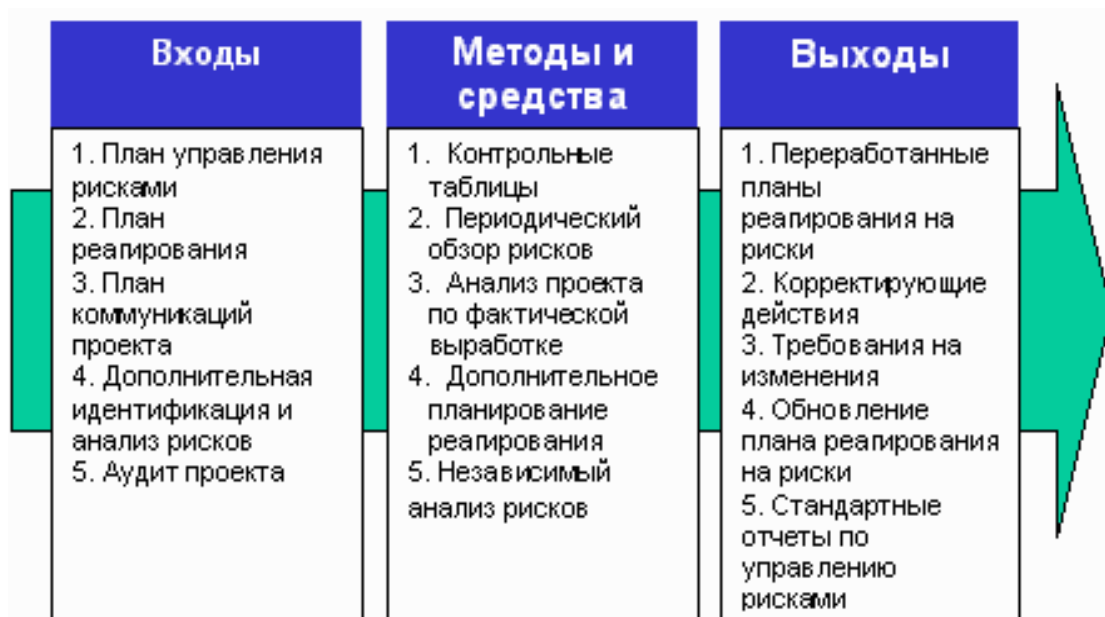 Входы
1. План управления
рисками
2. План
реагирования
3. План
коммуникаций
проекта
4. Дополнительная
идентификация и
анализ рисков
5. Аудит проекта
Методы и
средства
1. Контрольные
таблицы
2. Периодический
обзор рисков
3. Анализ проекта
по фактической
выработке
4. Дополнительное
планирование
реагирования
5. Независимый
анализ рисков
Выходы
1. Переработанные
планы
реагирования на
риски
2. Корректирующие
действия
3. Требования на
изменения
4. Обновление
плана реагирования
на риски
5. Стандартные
отчеты по
управлению
рисками